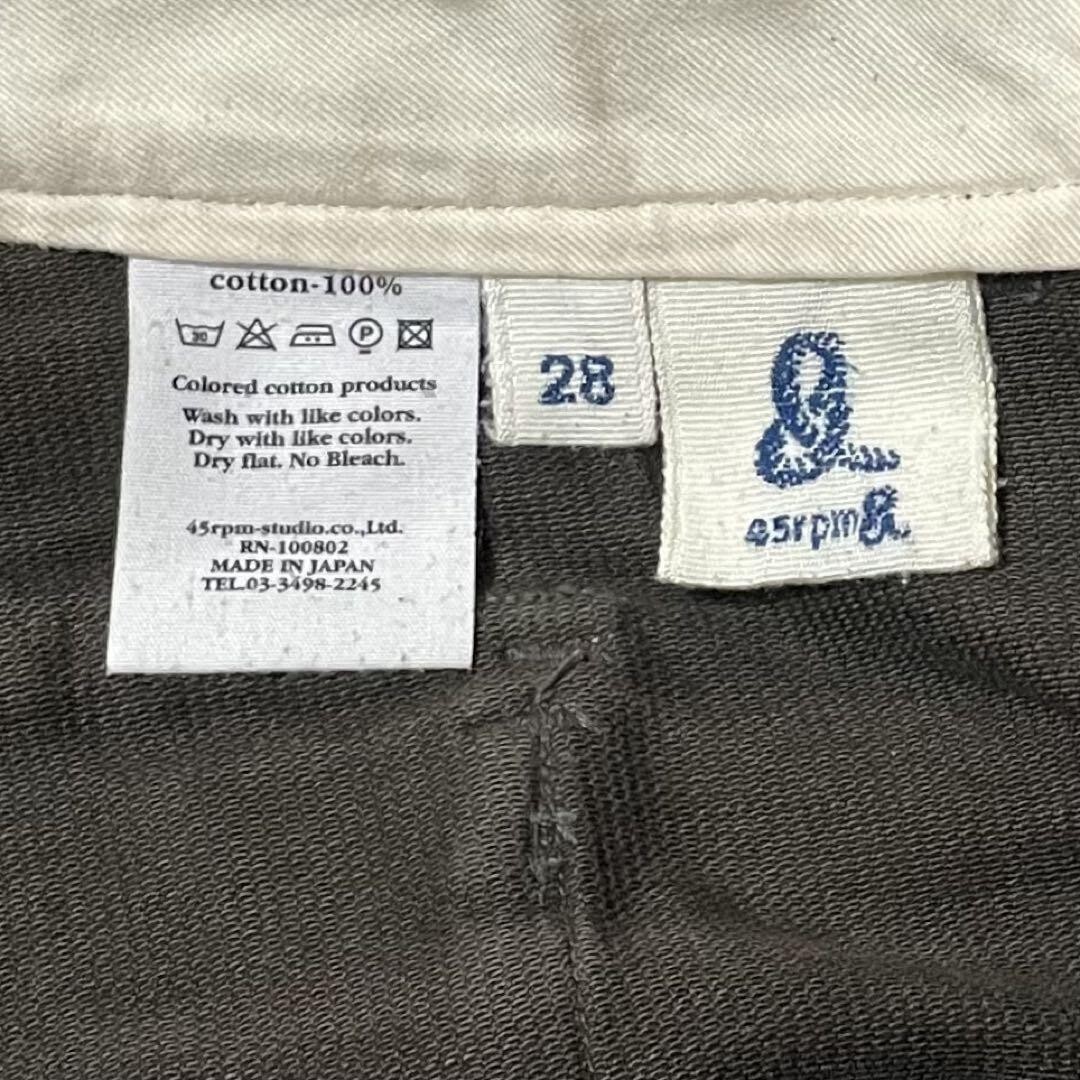 cotton-100%
30
P
Colored cotton products
Wash with like colors.
Dry with like colors.
Dry flat. No Bleach.
45rpm-studio.co.,Ltd.
RN-100802
MADE IN JAPAN
TEL.03-3498-2245
28
45rpm